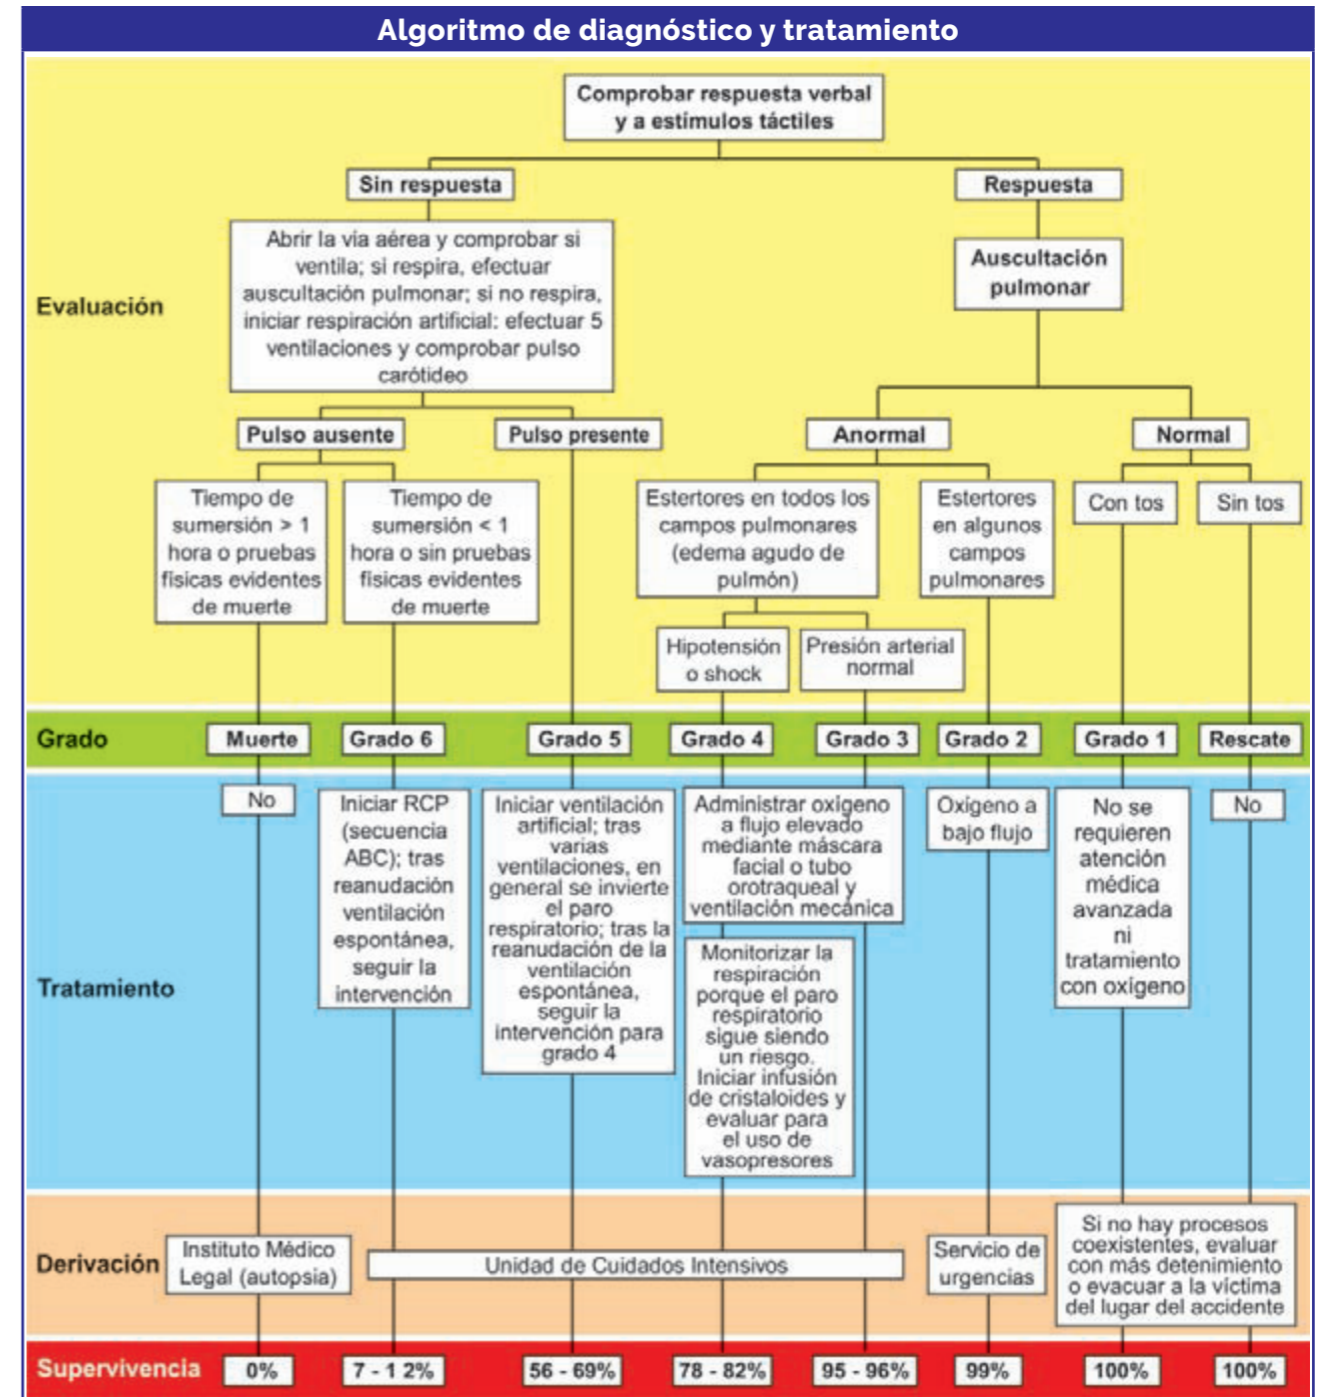 Algoritmo de diagnóstico y tratamiento
Comprobar respuesta verbal
y a estímulos táctiles
Sin respuesta
Respuesta
Abrir la vía aérea y comprobar si
ventila; si respira, efectuar
auscultación pulmonar; si no respira,
iniciar respiración artificial: efectuar 5
ventilaciones y comprobar pulso
carótideo
Auscultación
pulmonar
Evaluación
Pulso ausente
Pulso presente
Anormal
Normal
Tiempo de
sumersión > 1
hora o pruebas
físicas evidentes
de muerte
Tiempo de
sumersión < 1
hora o sin pruebas
físicas evidentes
de muerte
Estertores en todos los
campos pulmonares
(edema agudo de
pulmón)
Estertores
en algunos
campos
pulmonares
Con tos
Sin tos
Hipotensión
o shock
Presión arterial
normal
Grado
Muerte
Grado 6
Grado 5
Grado 4
Grado 3
Grado 2
Grado 1
Rescate
Tratamiento
No
Iniciar RCP
(secuencia
ABC); tras
reanudación
ventilación
espontánea,
seguir la
intervención
Iniciar ventilación
artificial; tras
varias
ventilaciones, en
general se invierte
el paro
respiratorio; tras la
reanudación de la
ventilación
espontánea,
seguir la
intervención para
grado 4
Administrar oxígeno
a flujo elevado
mediante máscara
facial o tubo
orotraqueal y
ventilación mecánica
Monitorizar la
respiración
porque el paro
respiratorio
sigue siendo
un riesgo.
Iniciar infusión
de cristaloides y
evaluar para
el uso de
vasopresores
Oxígeno a
bajo flujo
No se
requieren
atención
médica
avanzada
ni
tratamiento
con oxígeno
No
Derivación
Instituto Médico
Legal (autopsia)
Unidad de Cuidados Intensivos
Servicio de
urgencias
Si no hay procesos
coexistentes, evaluar
con más detenimiento
o evacuar a la víctima
del lugar del accidente
Supervivencia
0%
7 - 1 2%
56 - 69%
78 - 82%
95 - 96%
99%
100%
100%